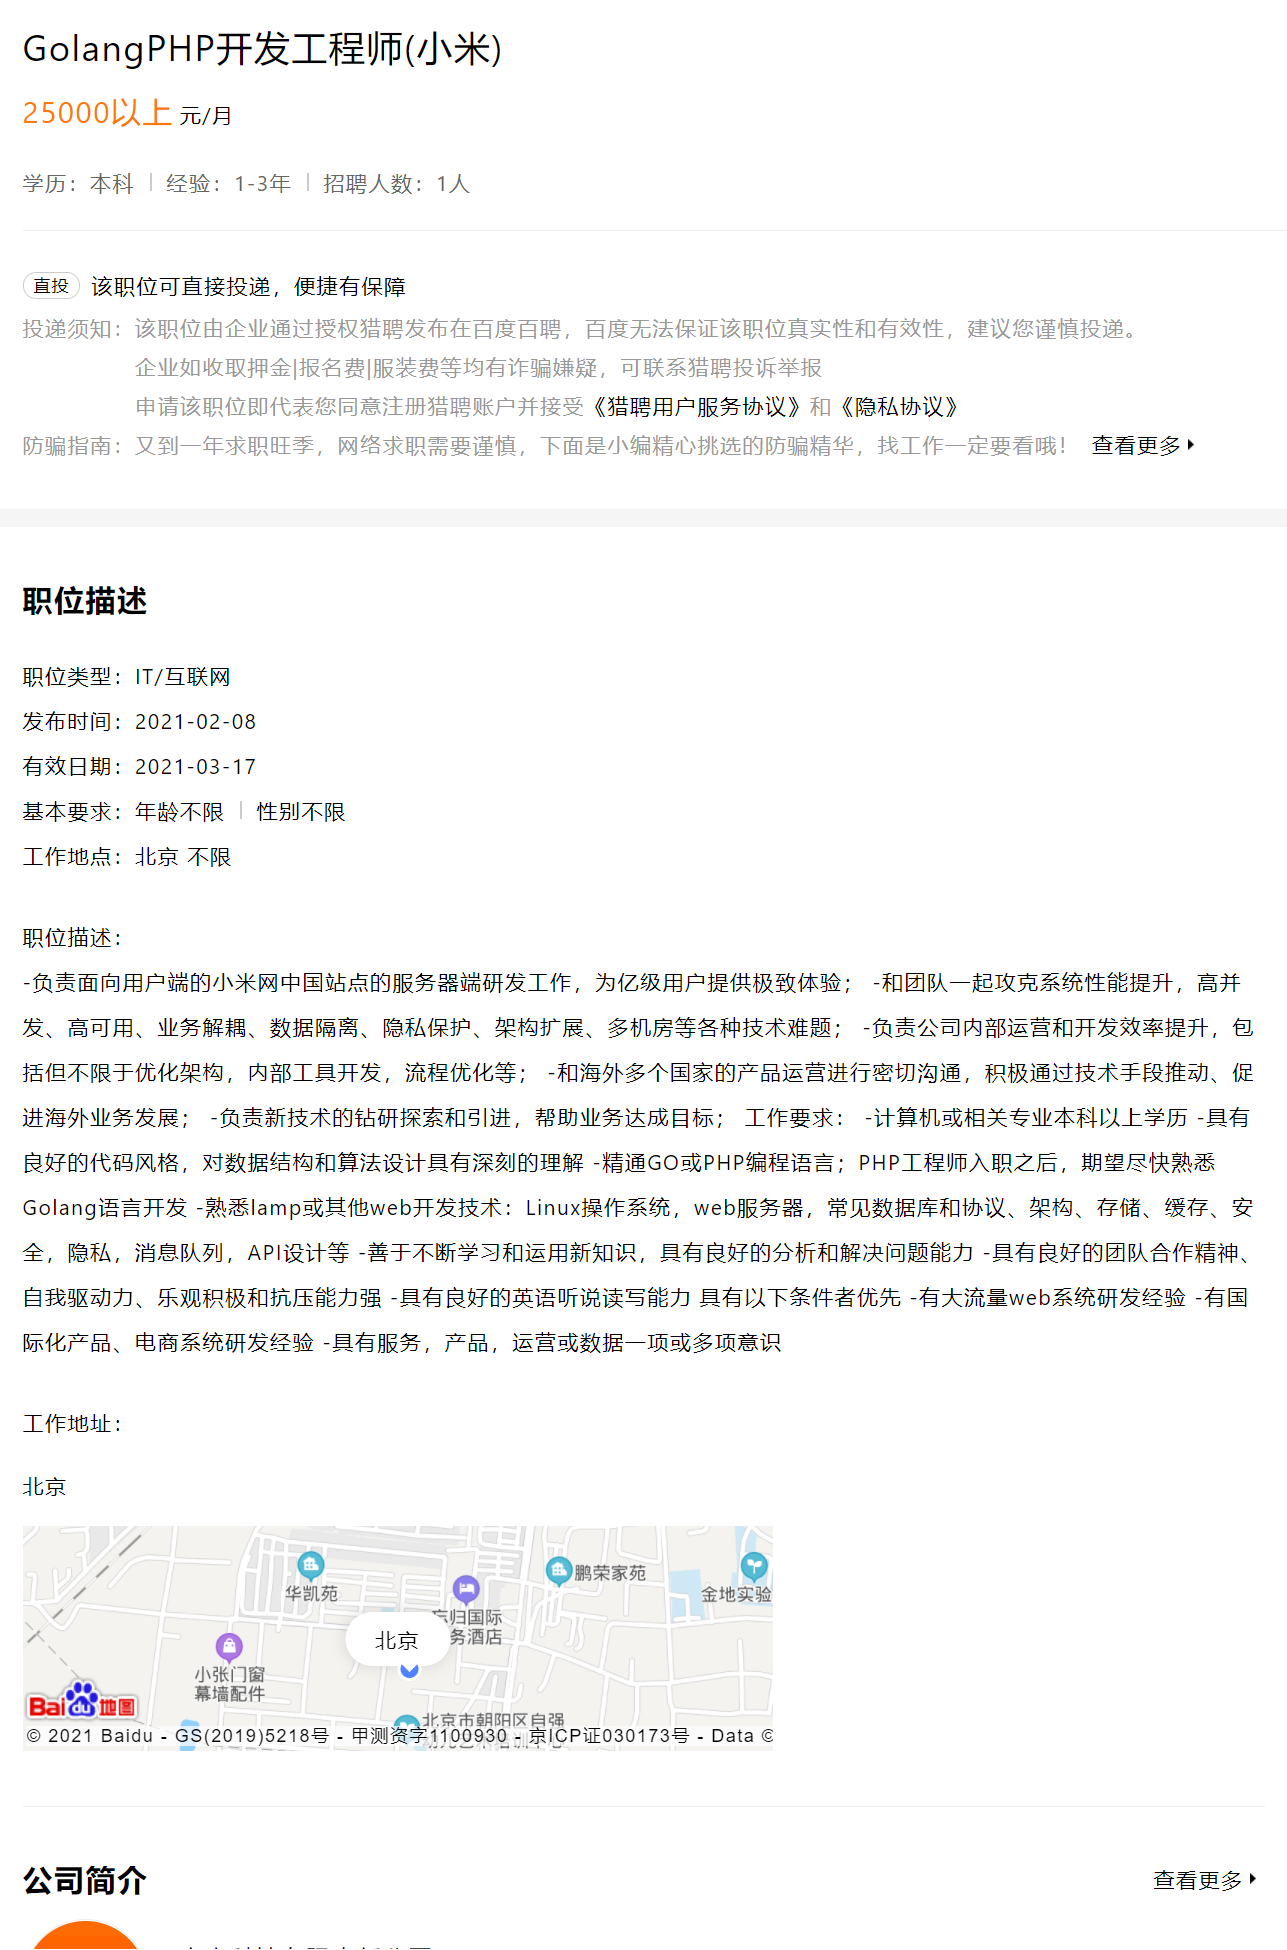 GolangPHP开发工程师(小米)
25000以上 元/月
学历：本科 | 经验：1-3年 | 招聘人数：1人
直投 该职位可直接投递，便捷有保障
投递须知：该职位由企业通过授权猎聘发布在百度百聘，百度无法保证该职位真实性和有效性，建议您谨慎投递。
企业如收取押金|报名费|服装费等均有诈骗嫌疑，可联系猎聘投诉举报
申请该职位即代表您同意注册猎聘账户并接受《猎聘用户服务协议》和《隐私协议》
防骗指南：又到一年求职旺季，网络求职需要谨慎，下面是小编精心挑选的防骗精华，找工作一定要看哦！ 查看更多
职位描述
职位类型：IT/互联网
发布时间：2021-02-08
有效日期：2021-03-17
基本要求：年龄不限 | 性别不限
工作地点：北京 不限
职位描述：
-负责面向用户端的小米网中国站点的服务器端研发工作，为亿级用户提供极致体验； -和团队一起攻克系统性能提升，高并
发、高可用、业务解耦、数据隔离、隐私保护、架构扩展、多机房等各种技术难题； -负责公司内部运营和开发效率提升，包
括但不限于优化架构，内部工具开发，流程优化等； -和海外多个国家的产品运营进行密切沟通，积极通过技术手段推动、促
进海外业务发展； -负责新技术的钻研探索和引进，帮助业务达成目标； 工作要求： -计算机或相关专业本科以上学历 -具有
良好的代码风格，对数据结构和算法设计具有深刻的理解 -精通GO或PHP编程语言；PHP工程师入职之后，期望尽快熟悉
Golang语言开发 -熟悉lamp或其他web开发技术：Linux操作系统，web服务器，常见数据库和协议、架构、存储、缓存、安
全，隐私，消息队列，API设计等 -善于不断学习和运用新知识，具有良好的分析和解决问题能力 -具有良好的团队合作精神、
自我驱动力、乐观积极和抗压能力强 -具有良好的英语听说读写能力 具有以下条件者优先 -有大流量web系统研发经验 -有国
际化产品、电商系统研发经验 -具有服务，产品，运营或数据一项或多项意识
工作地址：
北京
华凯苑
鹏荣家苑
金地实验
忘归国际
务酒店
北京
小张门窗
幕墙配件
Bai du 地图
北京市朝阳区自强
© 2021 Baidu - GS(2019)5218号 - 甲测资字1100930 - 京ICP证030173号 - Data ©
公司简介
查看更多